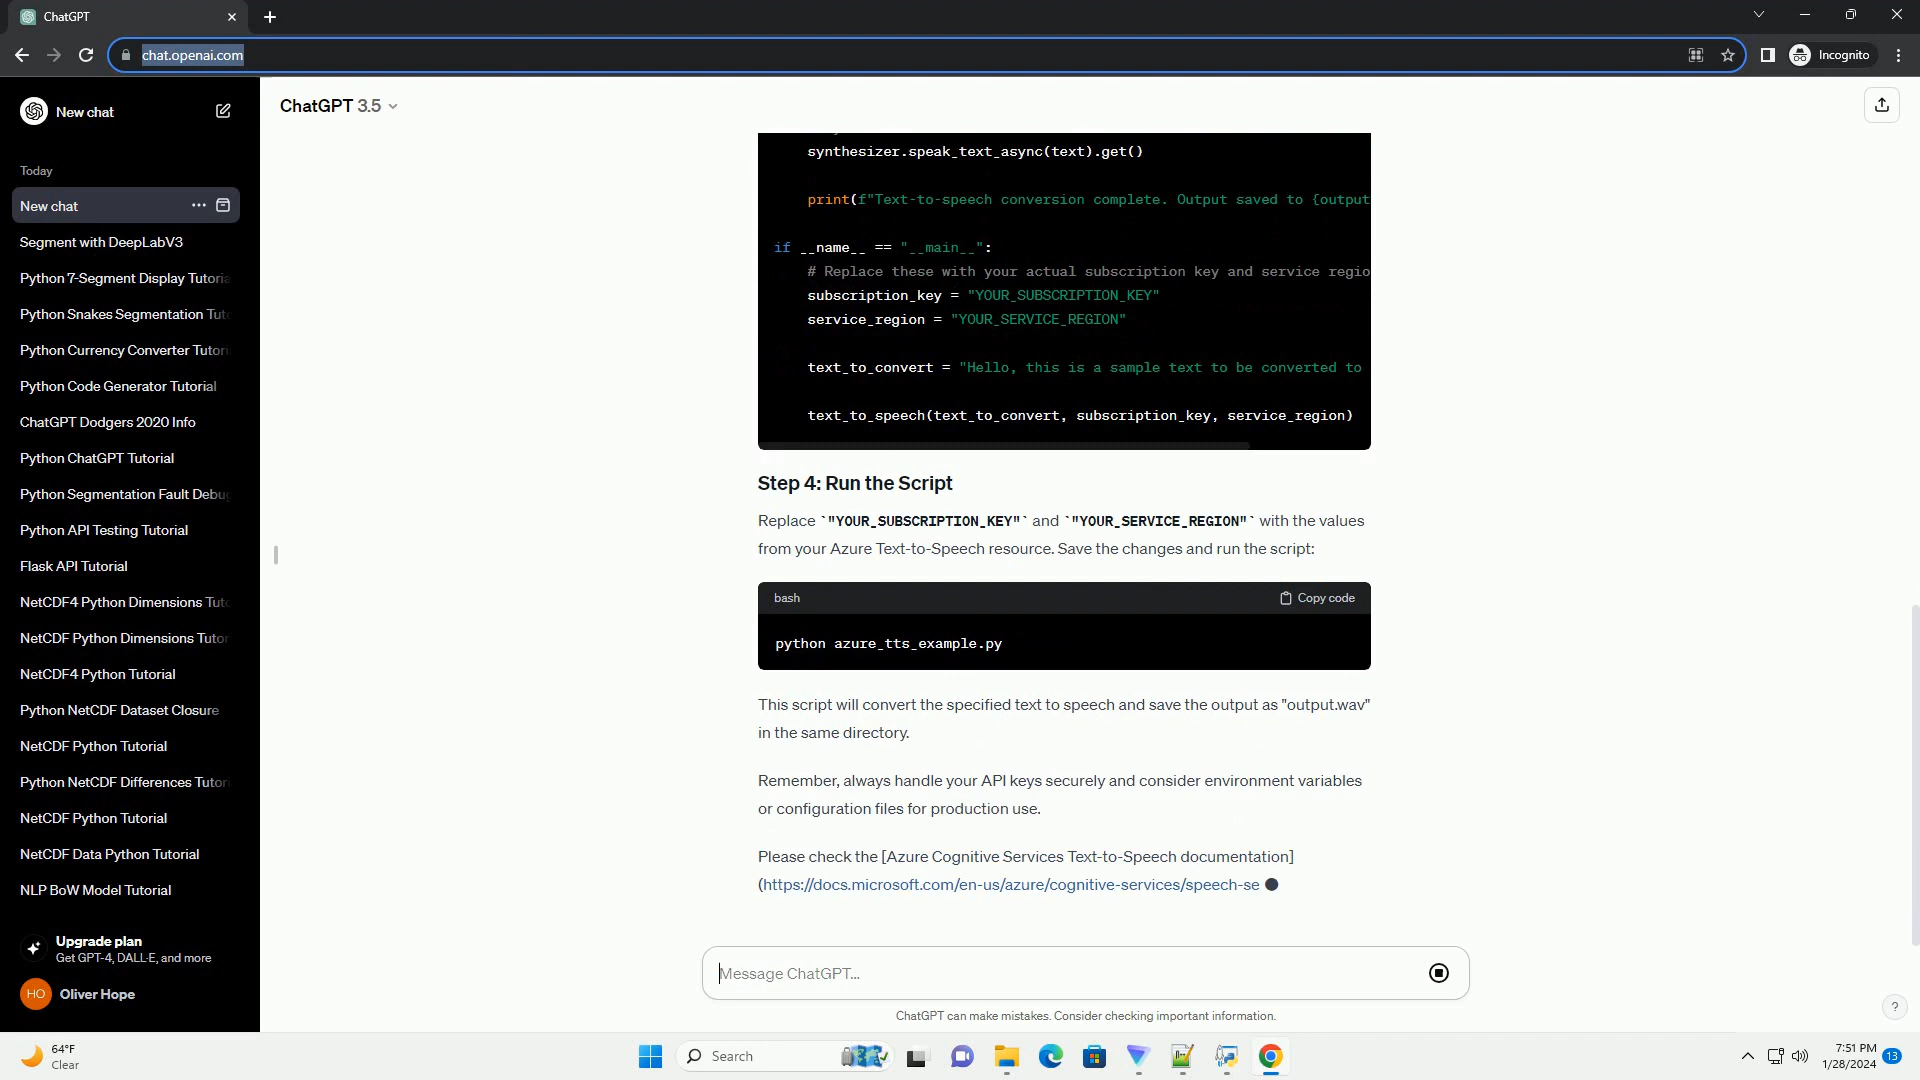 ChatGPT
chat.openai.com
Incognito
New chat
Today
New chat
Segment with DeepLabV3
Python 7-Segment Display Tutoria
Python Snakes Segmentation Tuto
Python Currency Converter Tutori
Python Code Generator Tutorial
ChatGPT Dodgers 2020 Info
Python ChatGPT Tutorial
Python Segmentation Fault Debug
Python API Testing Tutorial
Flask API Tutorial
NetCDF4 Python Dimensions Tuto
NetCDF Python Dimensions Tutor
NetCDF4 Python Tutorial
Python NetCDF Dataset Closure
NetCDF Python Tutorial
Python NetCDF Differences Tutori
NetCDF Python Tutorial
NetCDF Data Python Tutorial
NLP BoW Model Tutorial
Upgrade plan
Get GPT-4, DALL·E, and more
HO
Oliver Hope
ChatGPT 3.5
synthesizer.speak_text_async(text).get()
print(f"Text-to-speech conversion complete. Output saved to {output
if __name__ == "__main__":
# Replace these with your actual subscription key and service regio
subscription_key = "YOUR_SUBSCRIPTION_KEY"
service_region = "YOUR_SERVICE_REGION"
text_to_convert = "Hello, this is a sample text to be converted to
text_to_speech(text_to_convert, subscription_key, service_region)
Step 4: Run the Script
Replace `"YOUR_SUBSCRIPTION_KEY"` and `"YOUR_SERVICE_REGION"` with the values
from your Azure Text-to-Speech resource. Save the changes and run the script:
bash
Copy code
python azure_tts_example.py
This script will convert the specified text to speech and save the output as "output.wav"
in the same directory.
Remember, always handle your API keys securely and consider environment variables
or configuration files for production use.
Please check the [Azure Cognitive Services Text-to-Speech documentation]
(https://docs.microsoft.com/en-us/azure/cognitive-services/speech-se
Message ChatGPT...
ChatGPT can make mistakes. Consider checking important information.
?
64°F
Clear
Search
7:51 PM
1/28/2024
13